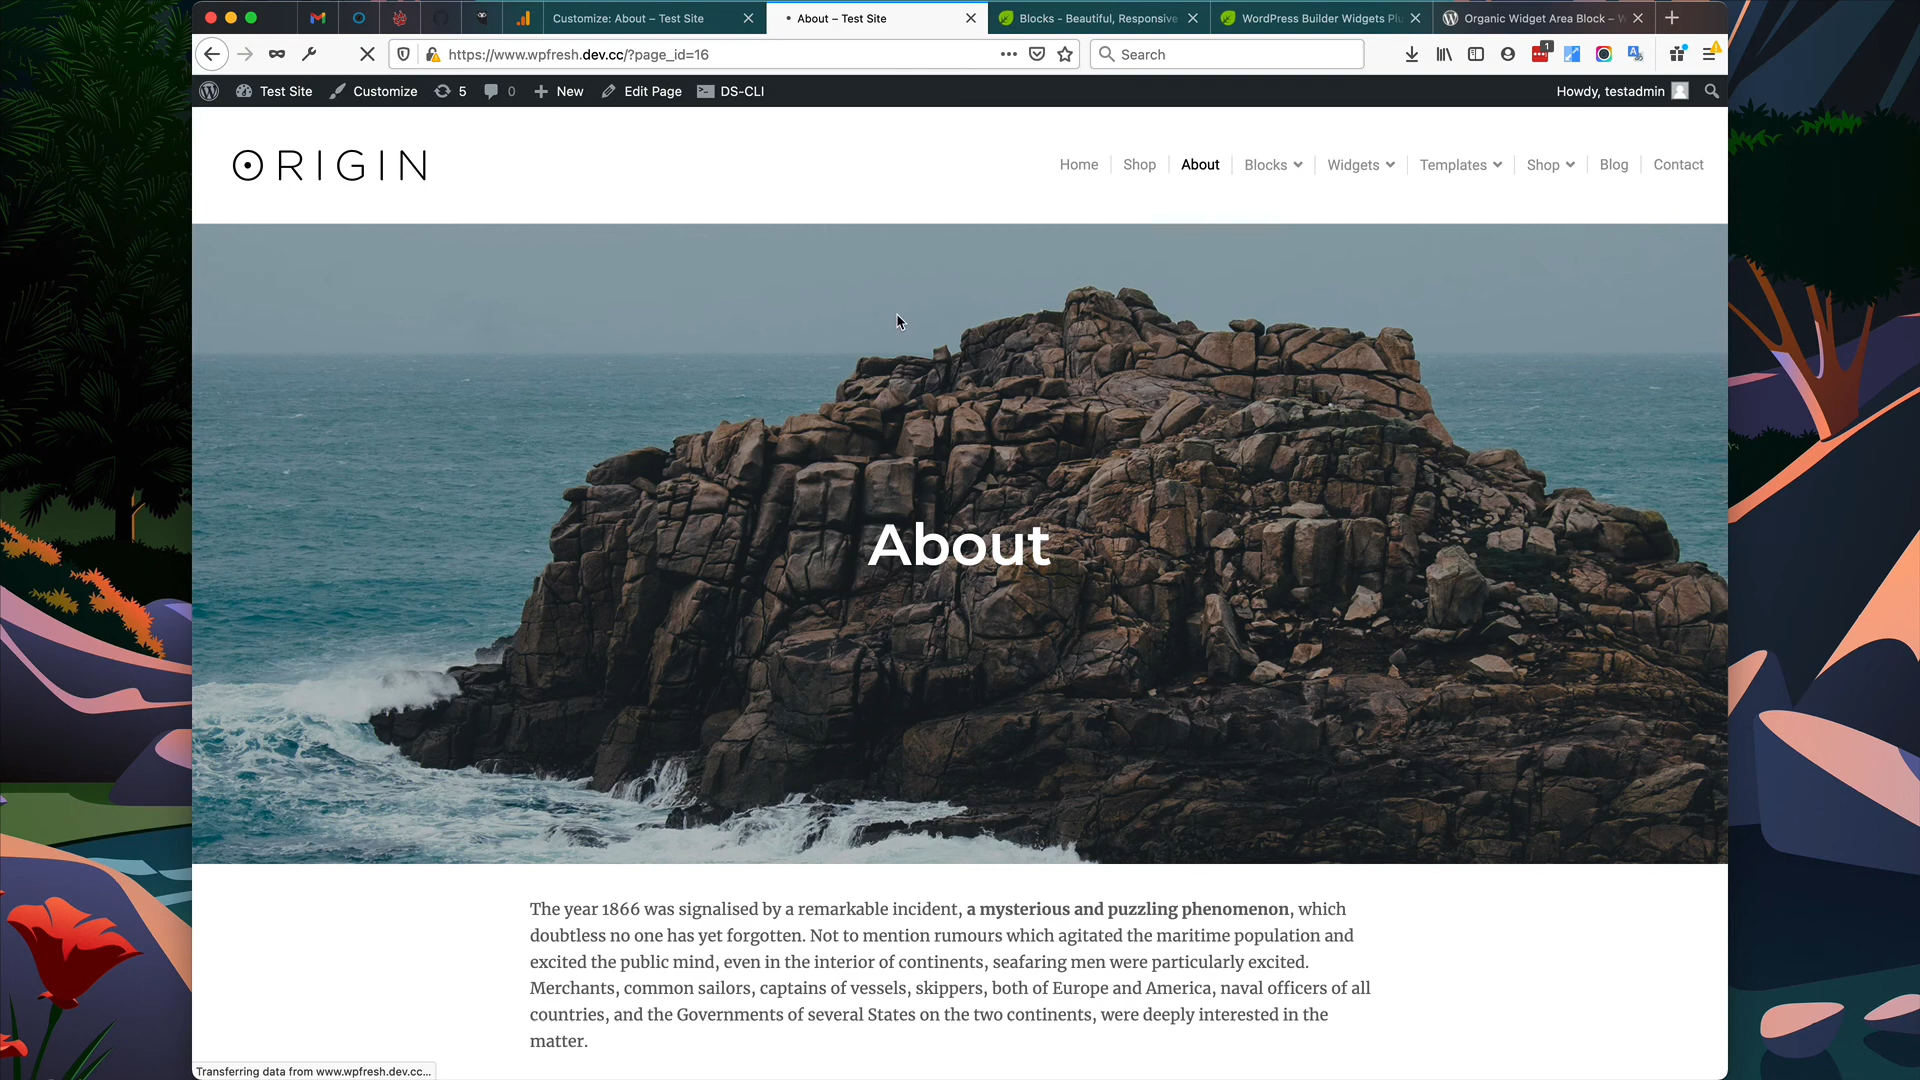 Customize: About – Test Site
About – Test Site
Blocks - Beautiful, Responsive
WordPress Builder Widgets Plu
Organic Widget Area Block – W
https://www.wpfresh.dev.cc/?page_id=16
Search
1
Test Site
Customize
5
0
New
Edit Page
DS-CLI
Howdy, testadmin
ORIGIN
Home
Shop
About
Blocks
Widgets
Templates
Shop
Blog
Contact
About
The year 1866 was signalised by a remarkable incident, a mysterious and puzzling phenomenon, which
doubtless no one has yet forgotten. Not to mention rumours which agitated the maritime population and
excited the public mind, even in the interior of continents, seafaring men were particularly excited.
Merchants, common sailors, captains of vessels, skippers, both of Europe and America, naval officers of all
countries, and the Governments of several States on the two continents, were deeply interested in the
matter.
Transferring data from www.wpfresh.dev.cc...